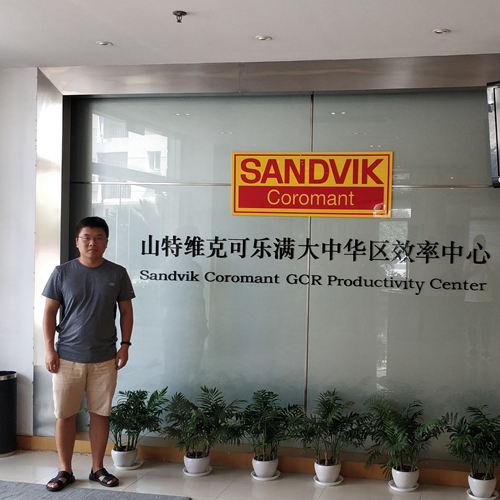 SANDVIK
Coromant
山特维克可乐满大中华区效率中心
Sandvik Coromant GCR Productivity Center